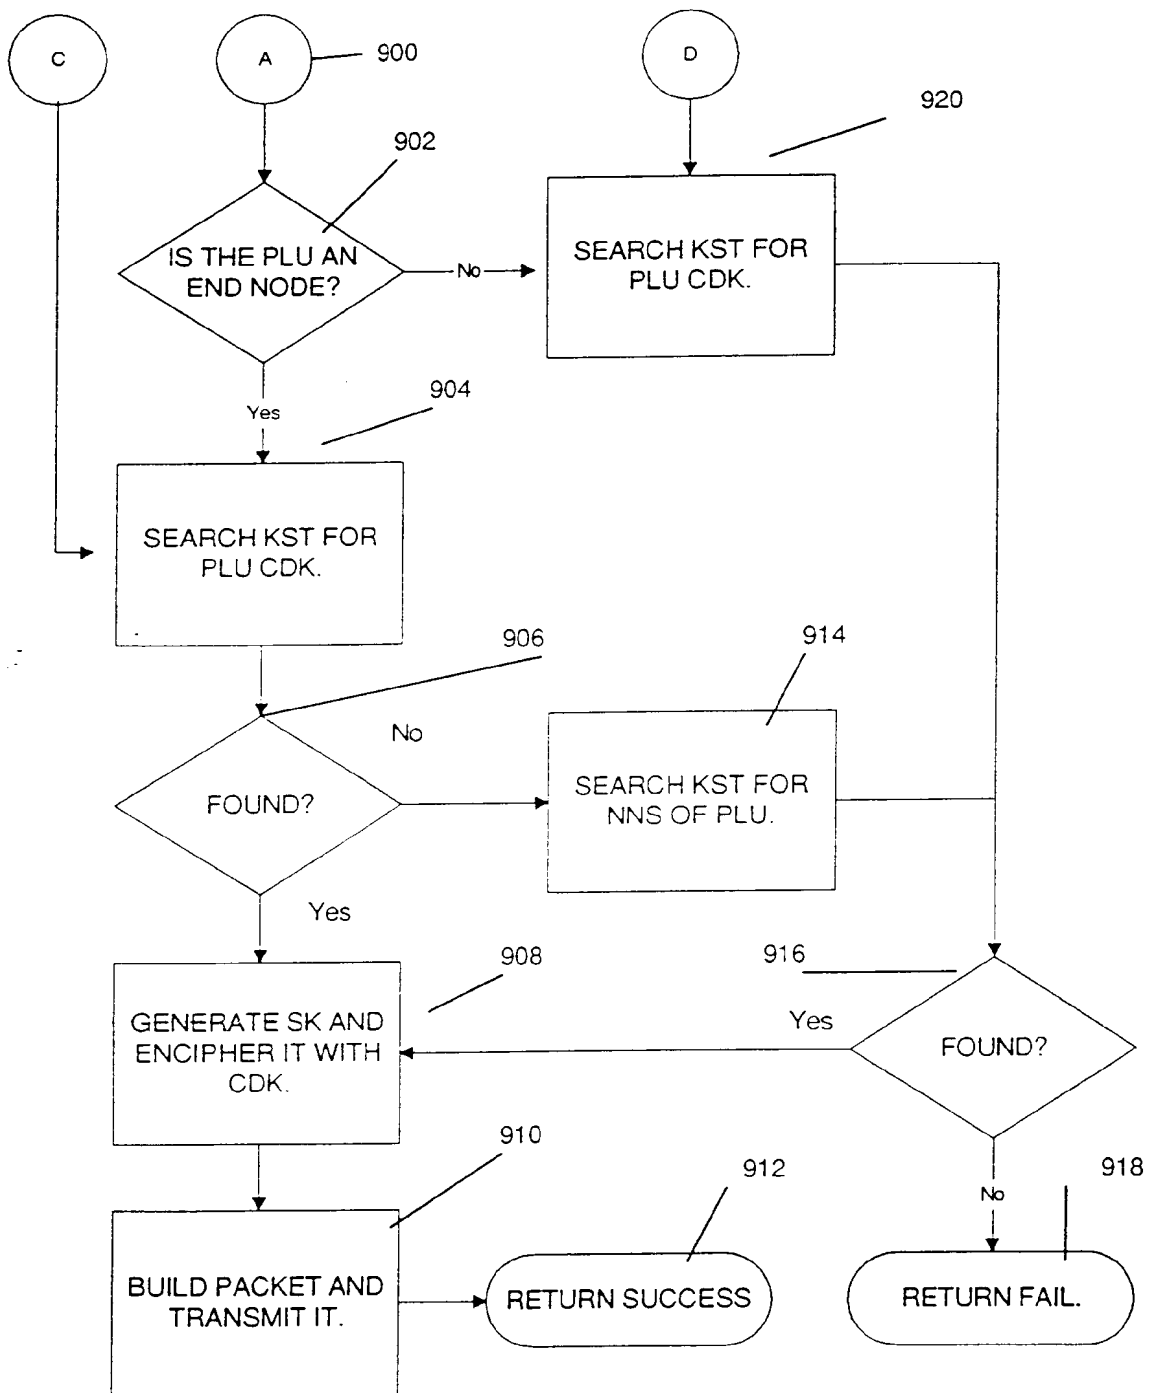 C
A
900
D
920
902
IS THE PLU AN
END NODE?
No
SEARCH KST FOR
PLU CDK.
Yes
904
SEARCH KST FOR
PLU CDK.
906
914
No
FOUND?
SEARCH KST FOR
NNS OF PLU.
Yes
908
916
GENERATE SK AND
ENCIPHER IT WITH
CDK.
Yes
FOUND?
910
912
918
No
BUILD PACKET AND
TRANSMIT IT.
RETURN SUCCESS
RETURN FAIL.